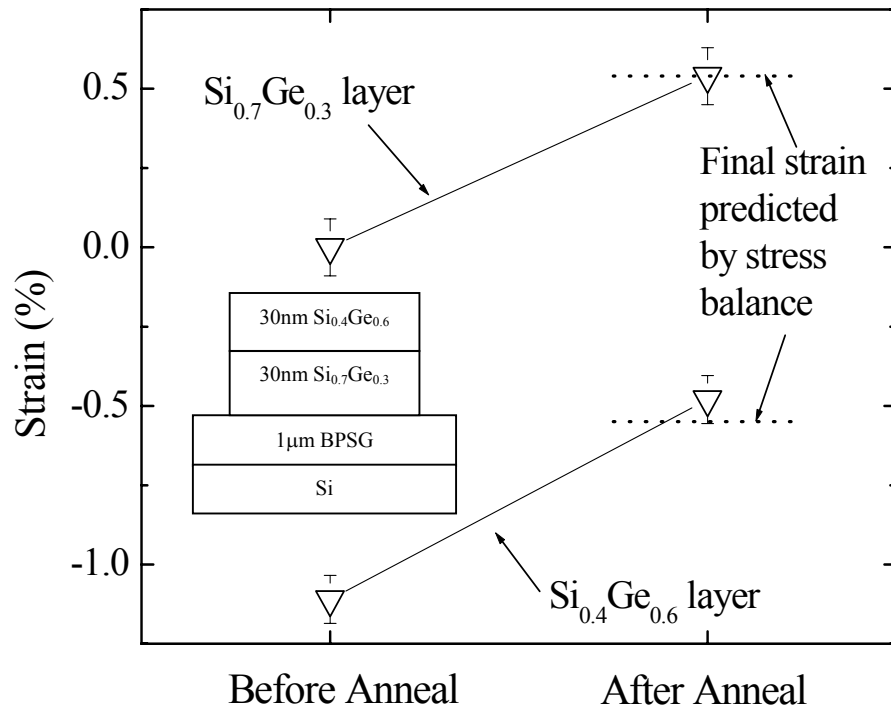 Strain (%)
0.5
0.0
-0.5
-1.0
Si₀.₇Ge₀.₃ layer
Final strain
predicted
by stress
balance
30nm Si₀.₄Ge₀.₆
30nm Si₀.₇Ge₀.₃
1μm BPSG
Si
Si₀.₄Ge₀.₆ layer
Before Anneal
After Anneal